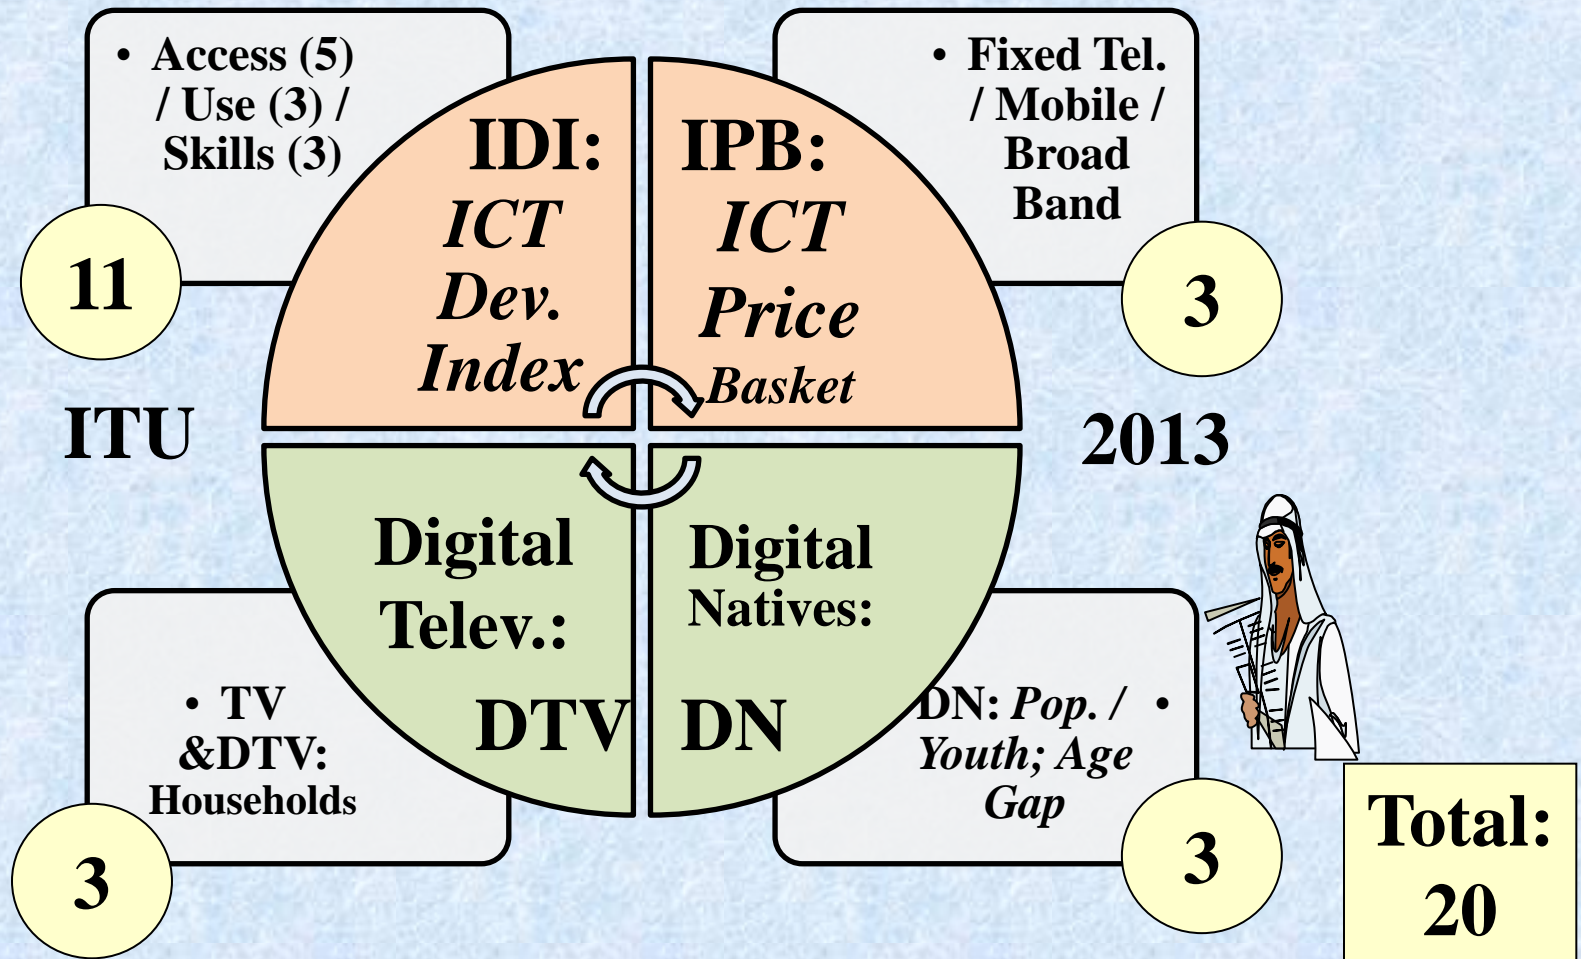 • Access (5)
/ Use (3) /
Skills (3)
11
IDI:
ICT
Dev.
Index
IPB:
ICT
Price
Basket
• Fixed Tel.
/ Mobile /
Broad
Band
3
ITU
2013
Digital
Telev.:
DTV
• TV
&DTV:
Households
3
Digital
Natives:
DN
DN: Pop. / •
Youth; Age
Gap
3
Total:
20